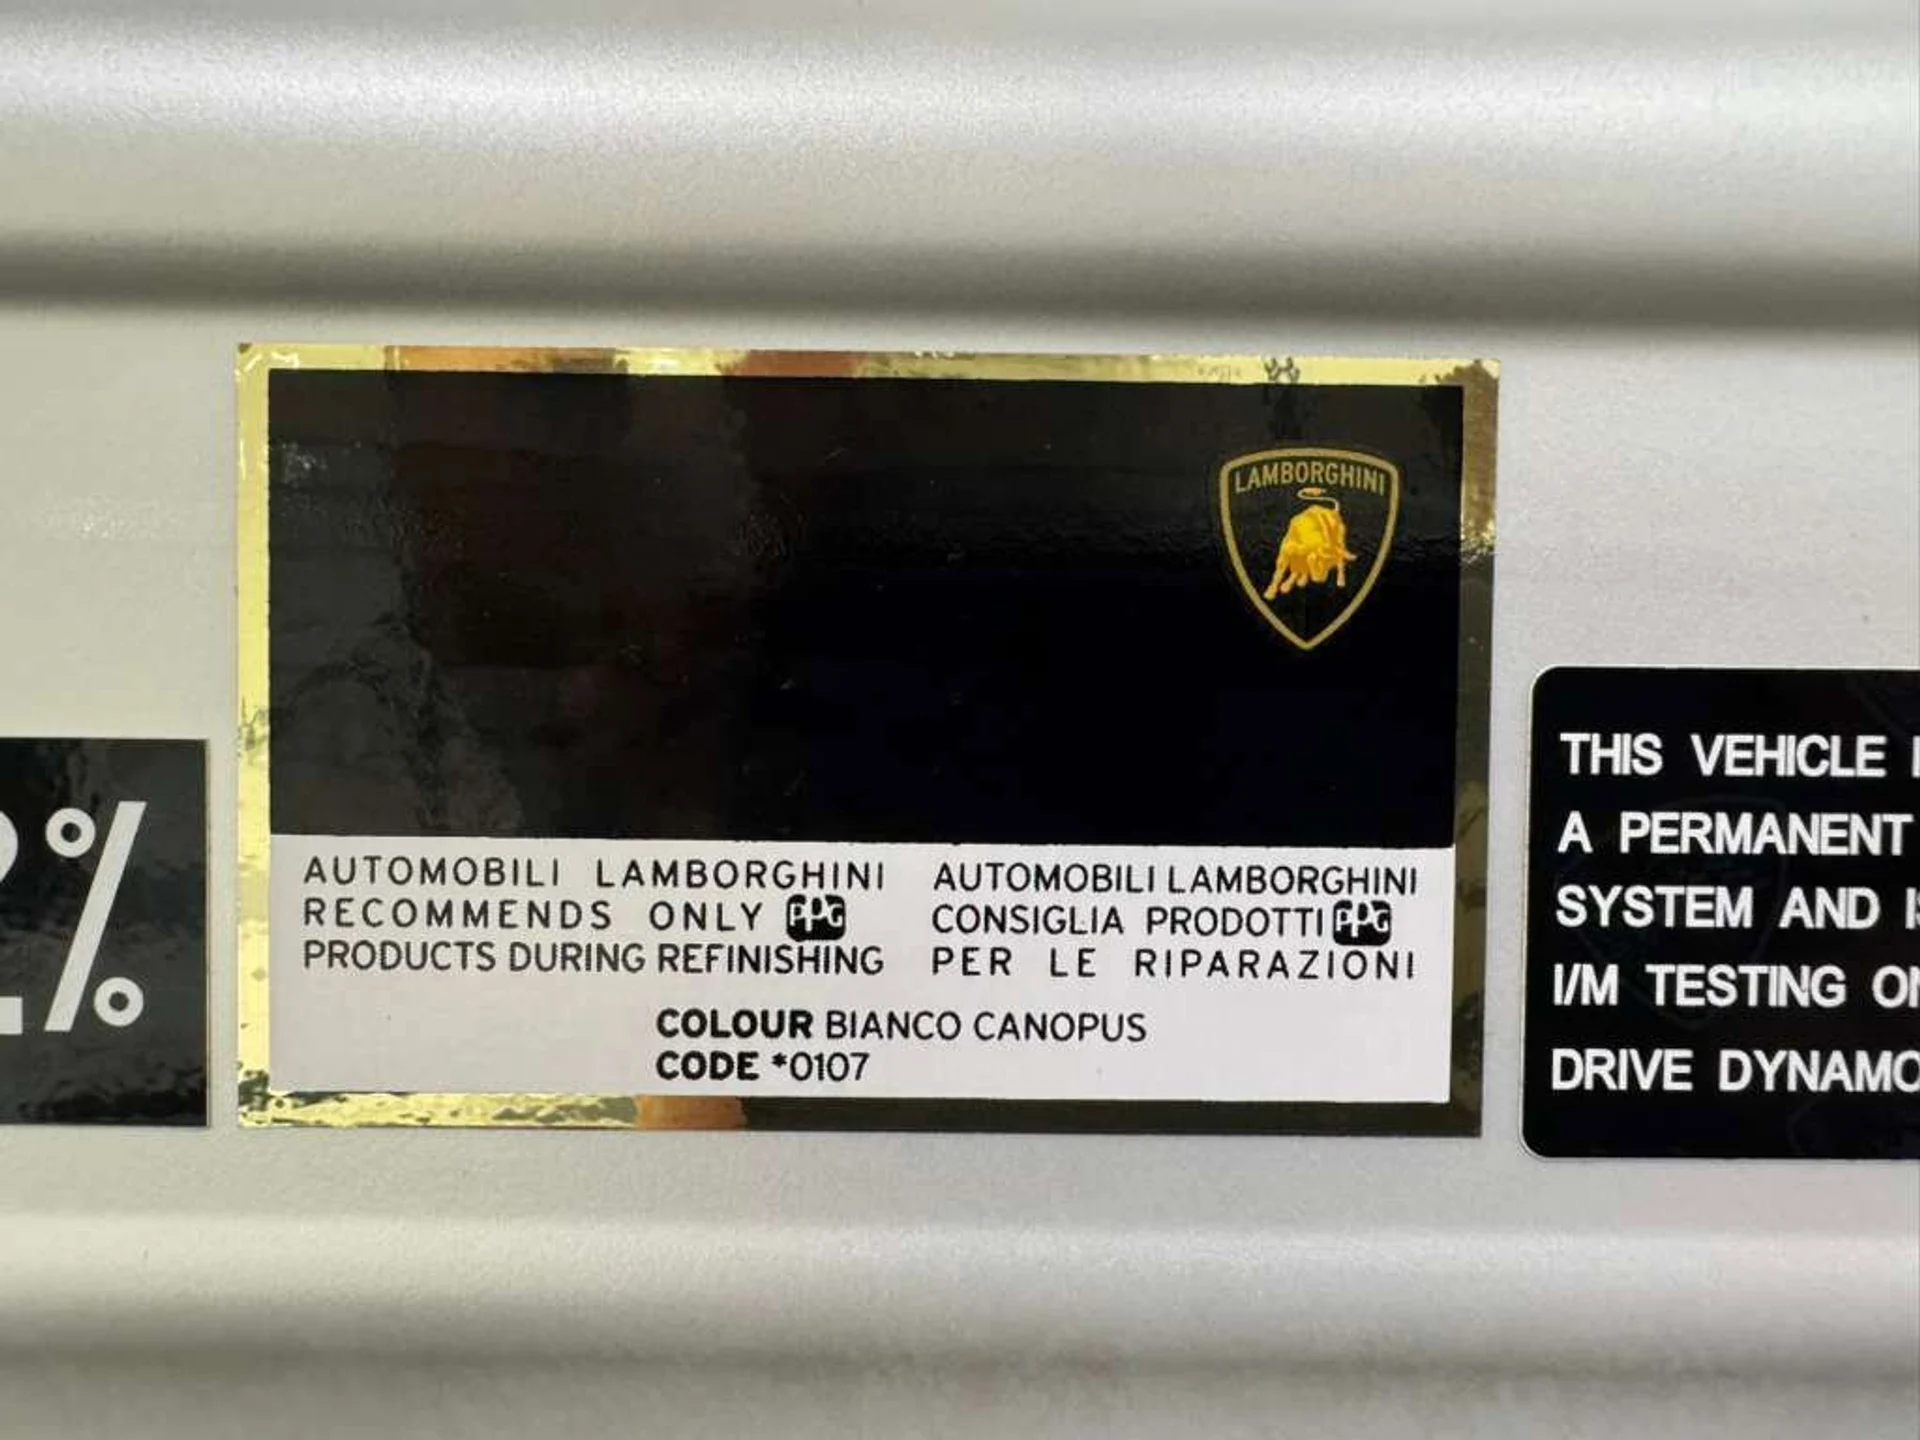 LAMBORGHINI
AUTOMOBILI LAMBORGHINI
RECOMMENDS ONLY PPG
PRODUCTS DURING REFINISHING
AUTOMOBILI LAMBORGHINI
CONSIGLIA PRODOTTI PPG
PER LE RIPARAZIONI
COLOUR BIANCO CANOPUS
CODE *0107
%
THIS VEHICLE
A PERMANENT
SYSTEM AND
I/M TESTING
DRIVE